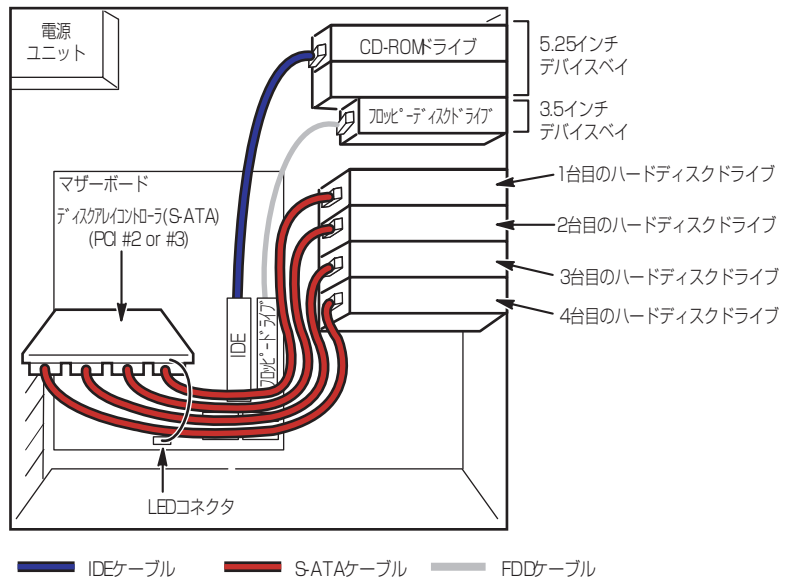 電源
ユニット
CD-ROMドライブ
5.25インチ
デバイスベイ
フロッピーディスクドライブ
3.5インチ
デバイスベイ
マザーボード
ディスクアレイコントローラ(S-ATA)
(PCI #2 or #3)
1台目のハードディスクドライブ
2台目のハードディスクドライブ
3台目のハードディスクドライブ
4台目のハードディスクドライブ
IDE
フロッピードライブ
LEDコネクタ
IDEケーブル
S-ATAケーブル
FDDケーブル